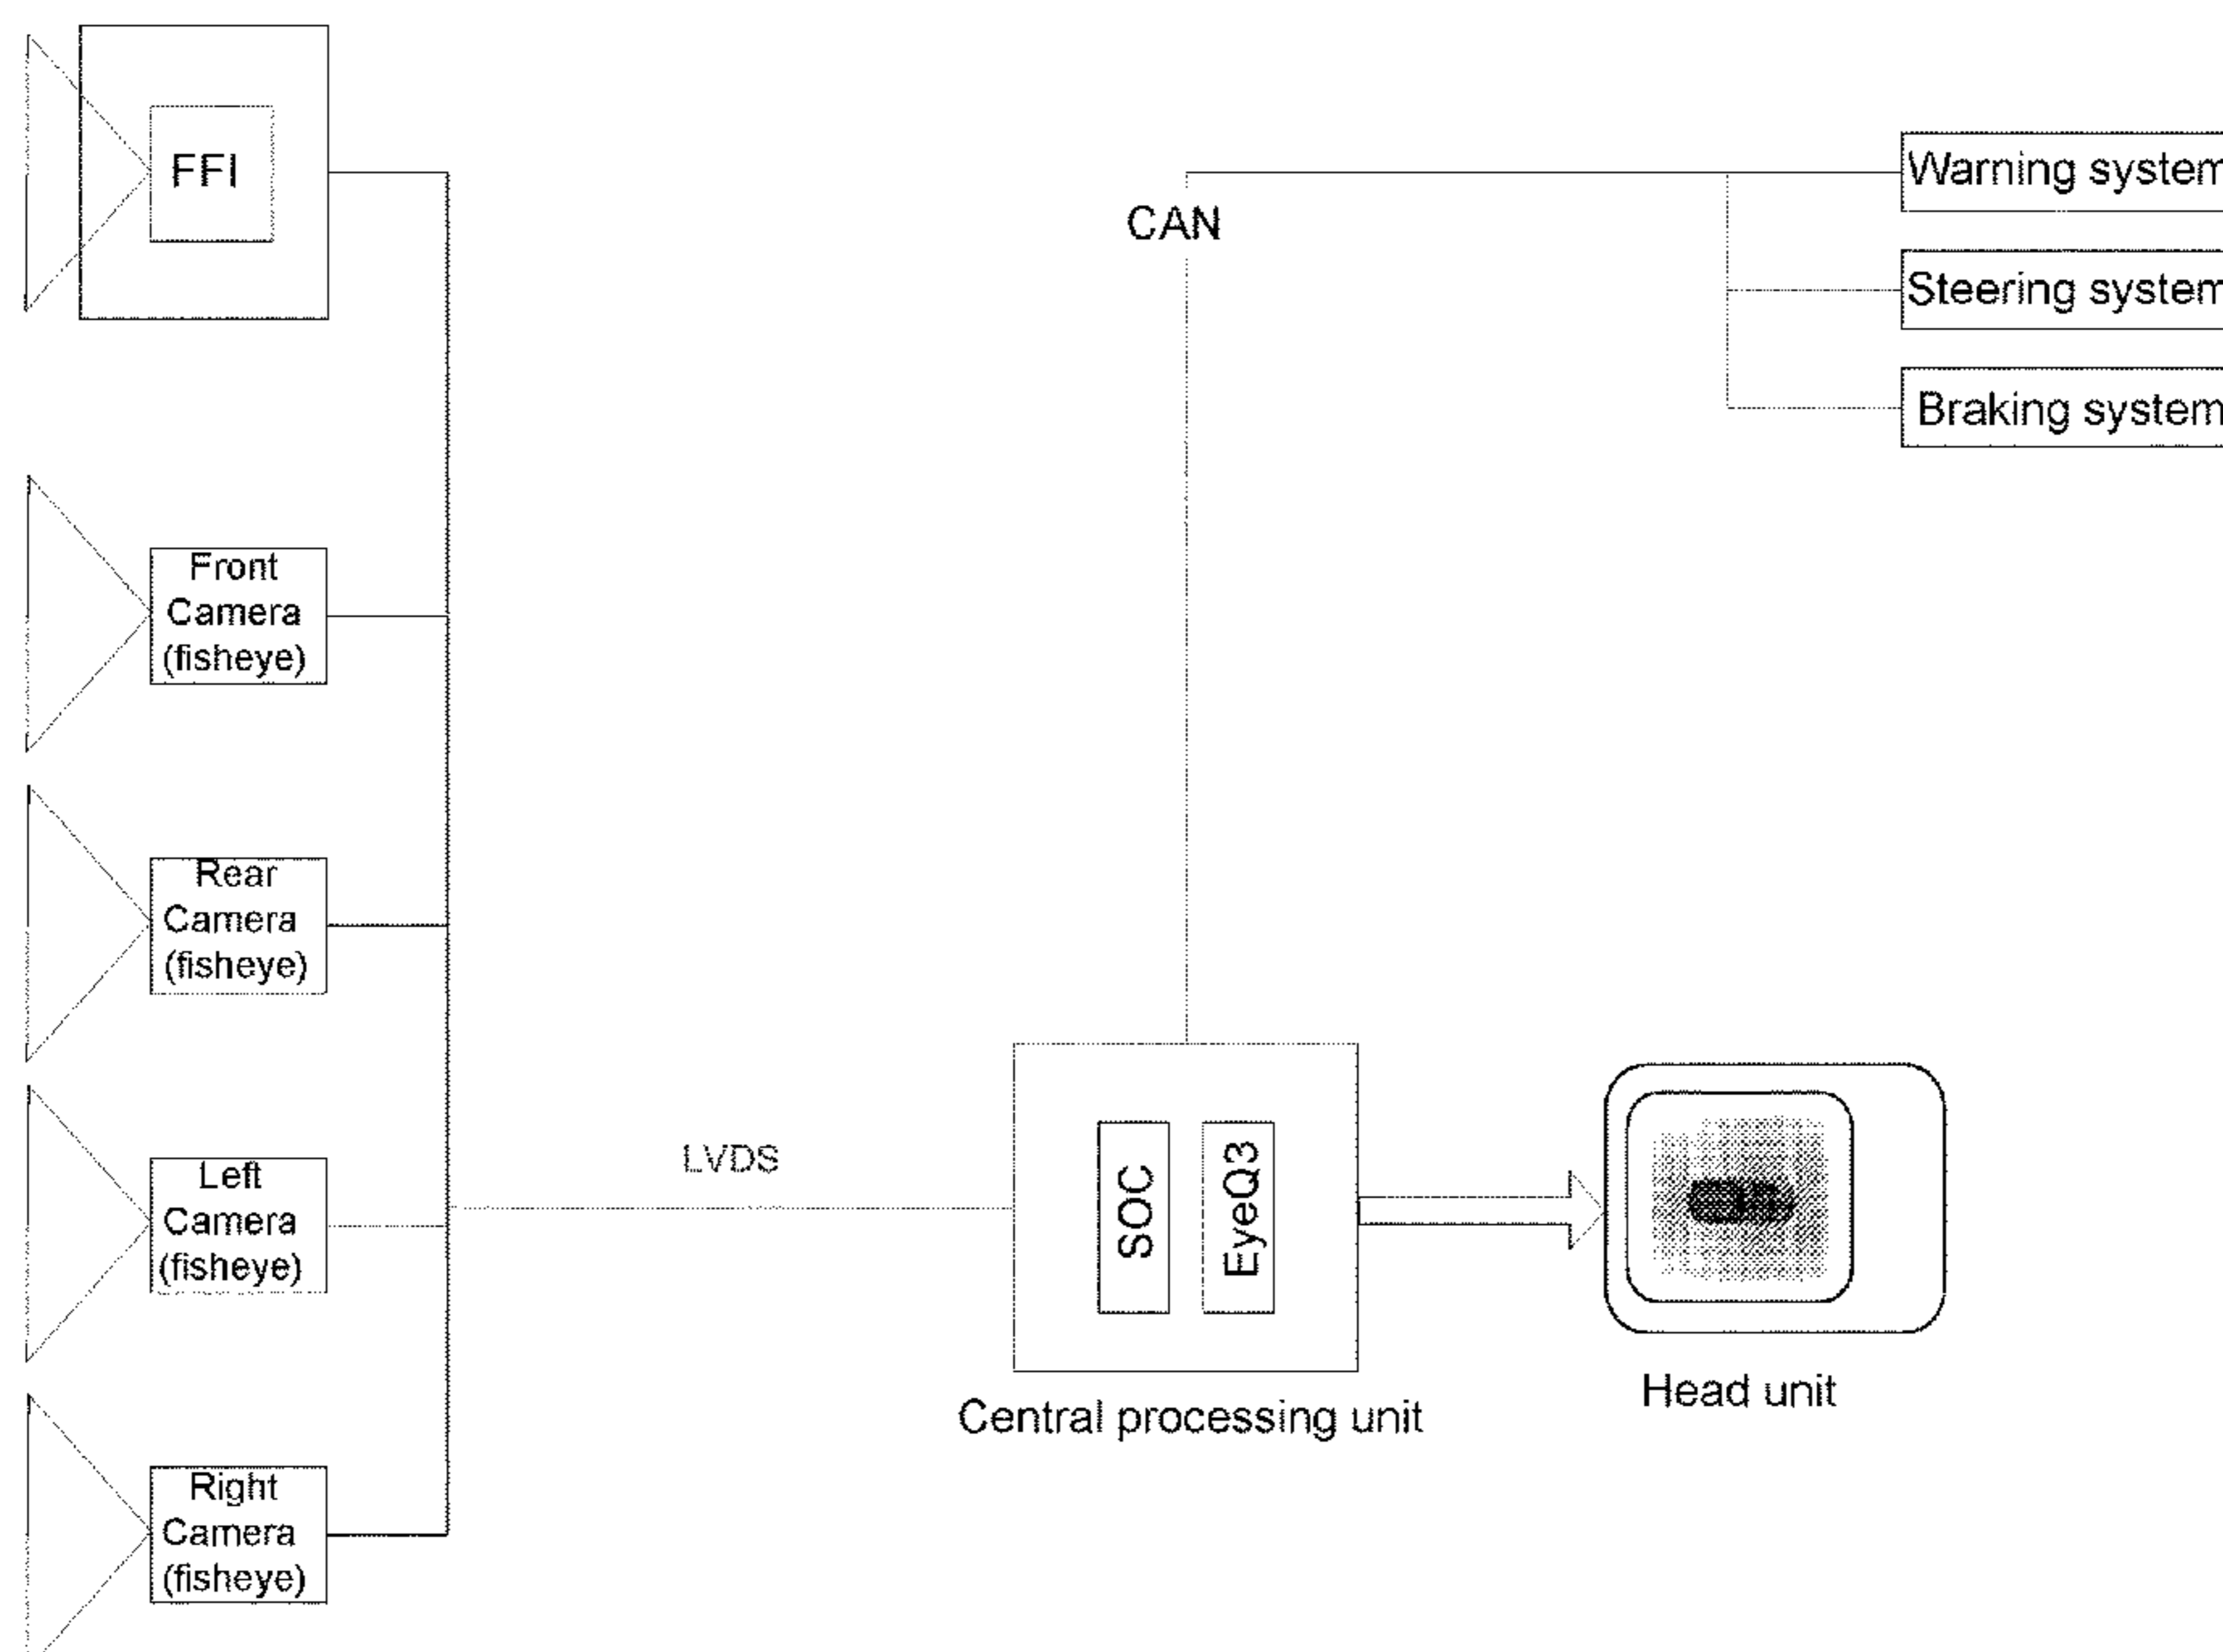 FFI
CAN
Warning system
Steering system
Braking system
Front
Camera
(fisheye)
Rear
Camera
(fisheye)
Left
Camera
(fisheye)
LVDS
SOC
EyeQ3
Central processing unit
Head unit
Right
Camera
(fisheye)